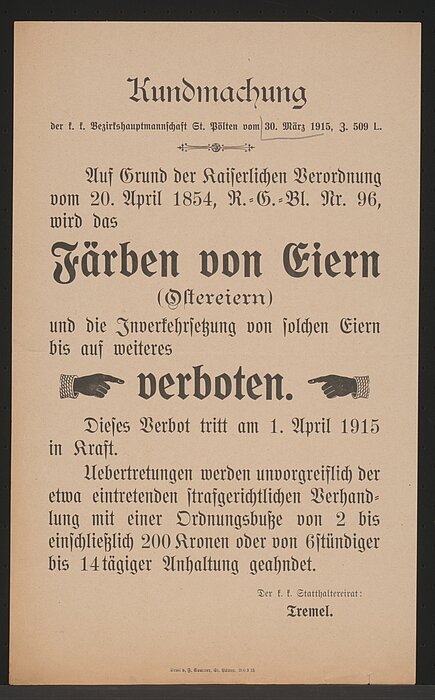 Kundmachung
der k. k. Bezirkshauptmannschaft St. Pölten vom 30. März 1915, Z. 509 L.
Auf Grund der Kaiserlichen Verordnung
vom 20. April 1854, R.-G.-Bl. Nr. 96,
wird das
Färben von Eiern
(Ostereiern)
und die Inverkehrsetzung von solchen Eiern
bis auf weiteres
verboten.
Dieses Verbot tritt am 1. April 1915
in Kraft.
Uebertretungen werden unvorgreiflich der
etwa eintretenden strafgerichtlichen Verhand-
lung mit einer Ordnungsbuße von 2 bis
einschließlich 200 Kronen oder von 6stündiger
bis 14tägiger Anhaltung geahndet.
Der k. k. Statthaltereirat:
Tremel.
St. Pölten.